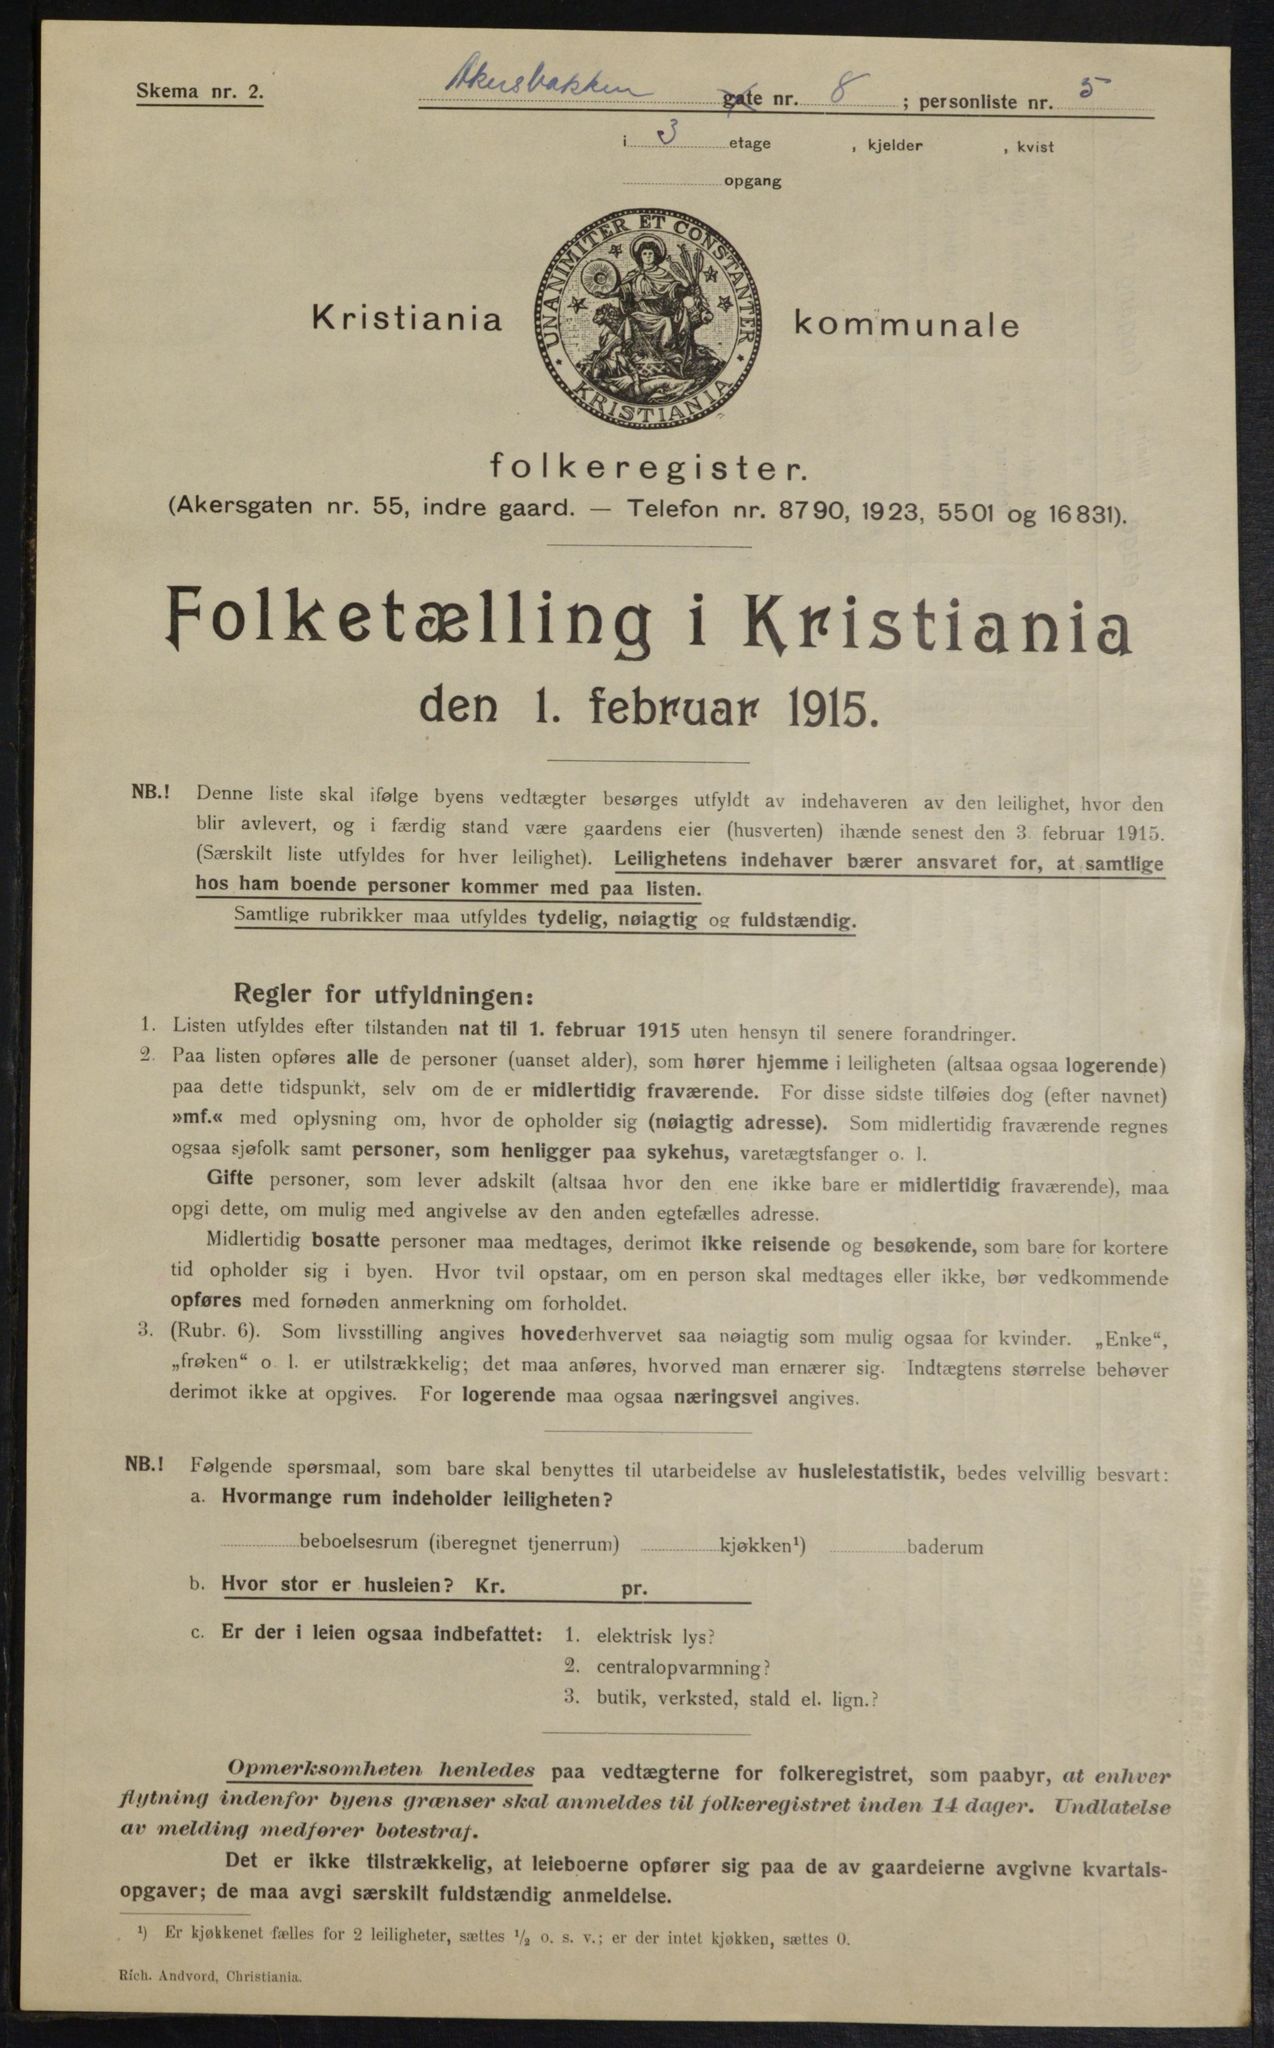 Skema nr. 2.
Akersbakken gate nr. 8 ; personliste nr. 5
i 3 etage , kjelder , kvist
opgang
UNANIMITER ET CONSTANTER
KRISTIANIA
Kristiania kommunale
folkeregister.
(Akersgaten nr. 55, indre gaard. — Telefon nr. 8790, 1923, 5501 og 16831).
Folketælling i Kristiania
den 1. februar 1915.
NB.! Denne liste skal ifølge byens vedtægter besørges utfyldt av indehaveren av den leilighet, hvor den
blir avlevert, og i færdig stand være gaardens eier (husverten) ihænde senest den 3. februar 1915.
(Særskilt liste utfyldes for hver leilighet). Leilighetens indehaver bærer ansvaret for, at samtlige
hos ham boende personer kommer med paa listen.
Samtlige rubrikker maa utfyldes tydelig, nøiagtig og fuldstændig.
Regler for utfyldningen:
1. Listen utfyldes efter tilstanden nat til 1. februar 1915 uten hensyn til senere forandringer.
2. Paa listen opføres alle de personer (uanset alder), som hører hjemme i leiligheten (altsaa ogsaa logerende)
paa dette tidspunkt, selv om de er midlertidig fraværende. For disse sidste tilføies dog (efter navnet)
»mf.« med oplysning om, hvor de opholder sig (nøiagtig adresse). Som midlertidig fraværende regnes
ogsaa sjøfolk samt personer, som henligger paa sykehus, varetægtsfanger o. l.
Gifte personer, som lever adskilt (altsaa hvor den ene ikke bare er midlertidig fraværende), maa
opgi dette, om mulig med angivelse av den anden egtefælles adresse.
Midlertidig bosatte personer maa medtages, derimot ikke reisende og besøkende, som bare for kortere
tid opholder sig i byen. Hvor tvil opstaar, om en person skal medtages eller ikke, bør vedkommende
opføres med fornøden anmerkning om forholdet.
3. (Rubr. 6). Som livsstilling angives hovederhvervet saa nøiagtig som mulig ogsaa for kvinder. „Enke“,
„frøken“ o l. er utilstrækkelig; det maa anføres, hvorved man ernærer sig. Indtægtens størrelse behøver
derimot ikke at opgives. For logerende maa ogsaa næringsvei angives.
NB.! Følgende spørsmaal, som bare skal benyttes til utarbeidelse av husleiestatistik, bedes velvillig besvart:
a. Hvormange rum indeholder leiligheten?
beboelsesrum (iberegnet tjenerrum) kjøkken¹) baderum
b. Hvor stor er husleien? Kr. pr.
c. Er der i leien ogsaa indbefattet: 1. elektrisk lys?
2. centralopvarmning?
3. butik, verksted, stald el. lign.?
Opmerksomheten henledes paa vedtægterne for folkeregistret, som paabyr, at enhver
flytning indenfor byens grænser skal anmeldes til folkeregistret inden 14 dager. Undlatelse
av melding medfører bøtestraf.
Det er ikke tilstrækkelig, at leieboerne opfører sig paa de av gaardeierne avgivne kvartals-
opgaver; de maa avgi særskilt fuldstændig anmeldelse.
¹) Er kjøkkenet fælles for 2 leiligheter, sættes ½ o. s. v.; er der intet kjøkken, sættes 0.
Rich. Andvord, Christiania.